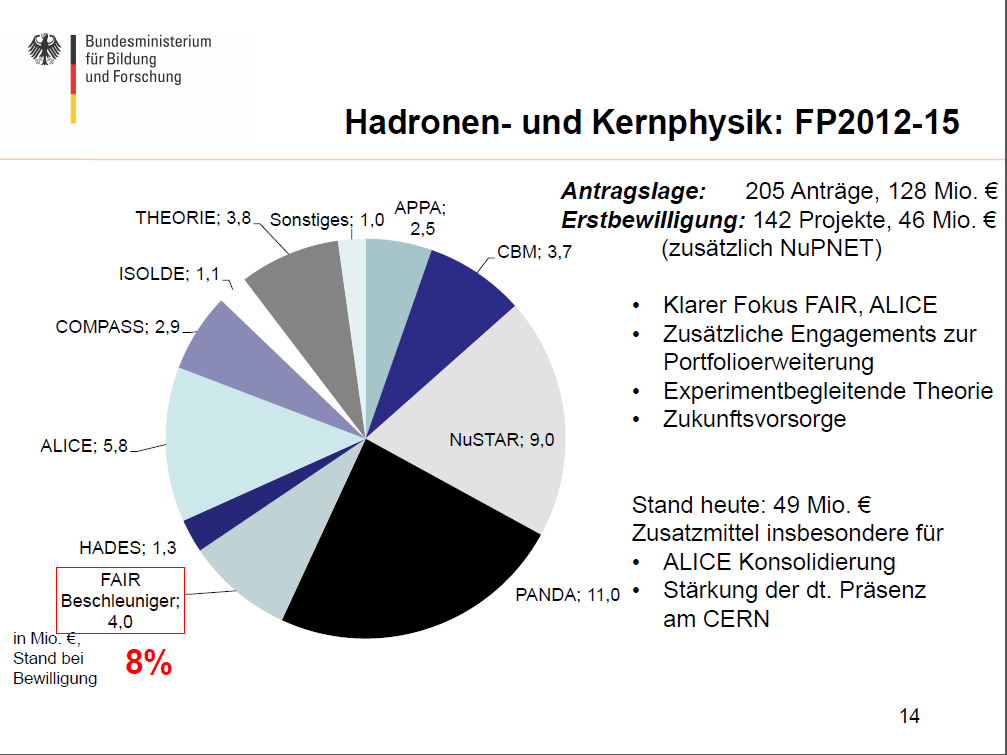 Bundesministerium
für Bildung
und Forschung
Hadronen- und Kernphysik: FP2012-15
Antragslage: 205 Anträge, 128 Mio. €
Erstbewilligung: 142 Projekte, 46 Mio. €
(zusätzlich NuPNET)
• Klarer Fokus FAIR, ALICE
• Zusätzliche Engagements zur
Portfolioerweiterung
• Experimentbegleitende Theorie
• Zukunftsvorsorge
Stand heute: 49 Mio. €
Zusatzmittel insbesondere für
• ALICE Konsolidierung
• Stärkung der dt. Präsenz
am CERN
THEORIE; 3,8
Sonstiges; 1,0
APPA;
2,5
CBM; 3,7
ISOLDE; 1,1
COMPASS; 2,9
NuSTAR; 9,0
ALICE; 5,8
HADES; 1,3
FAIR
Beschleuniger;
4,0
PANDA; 11,0
in Mio. €,
Stand bei
Bewilligung
8%
14